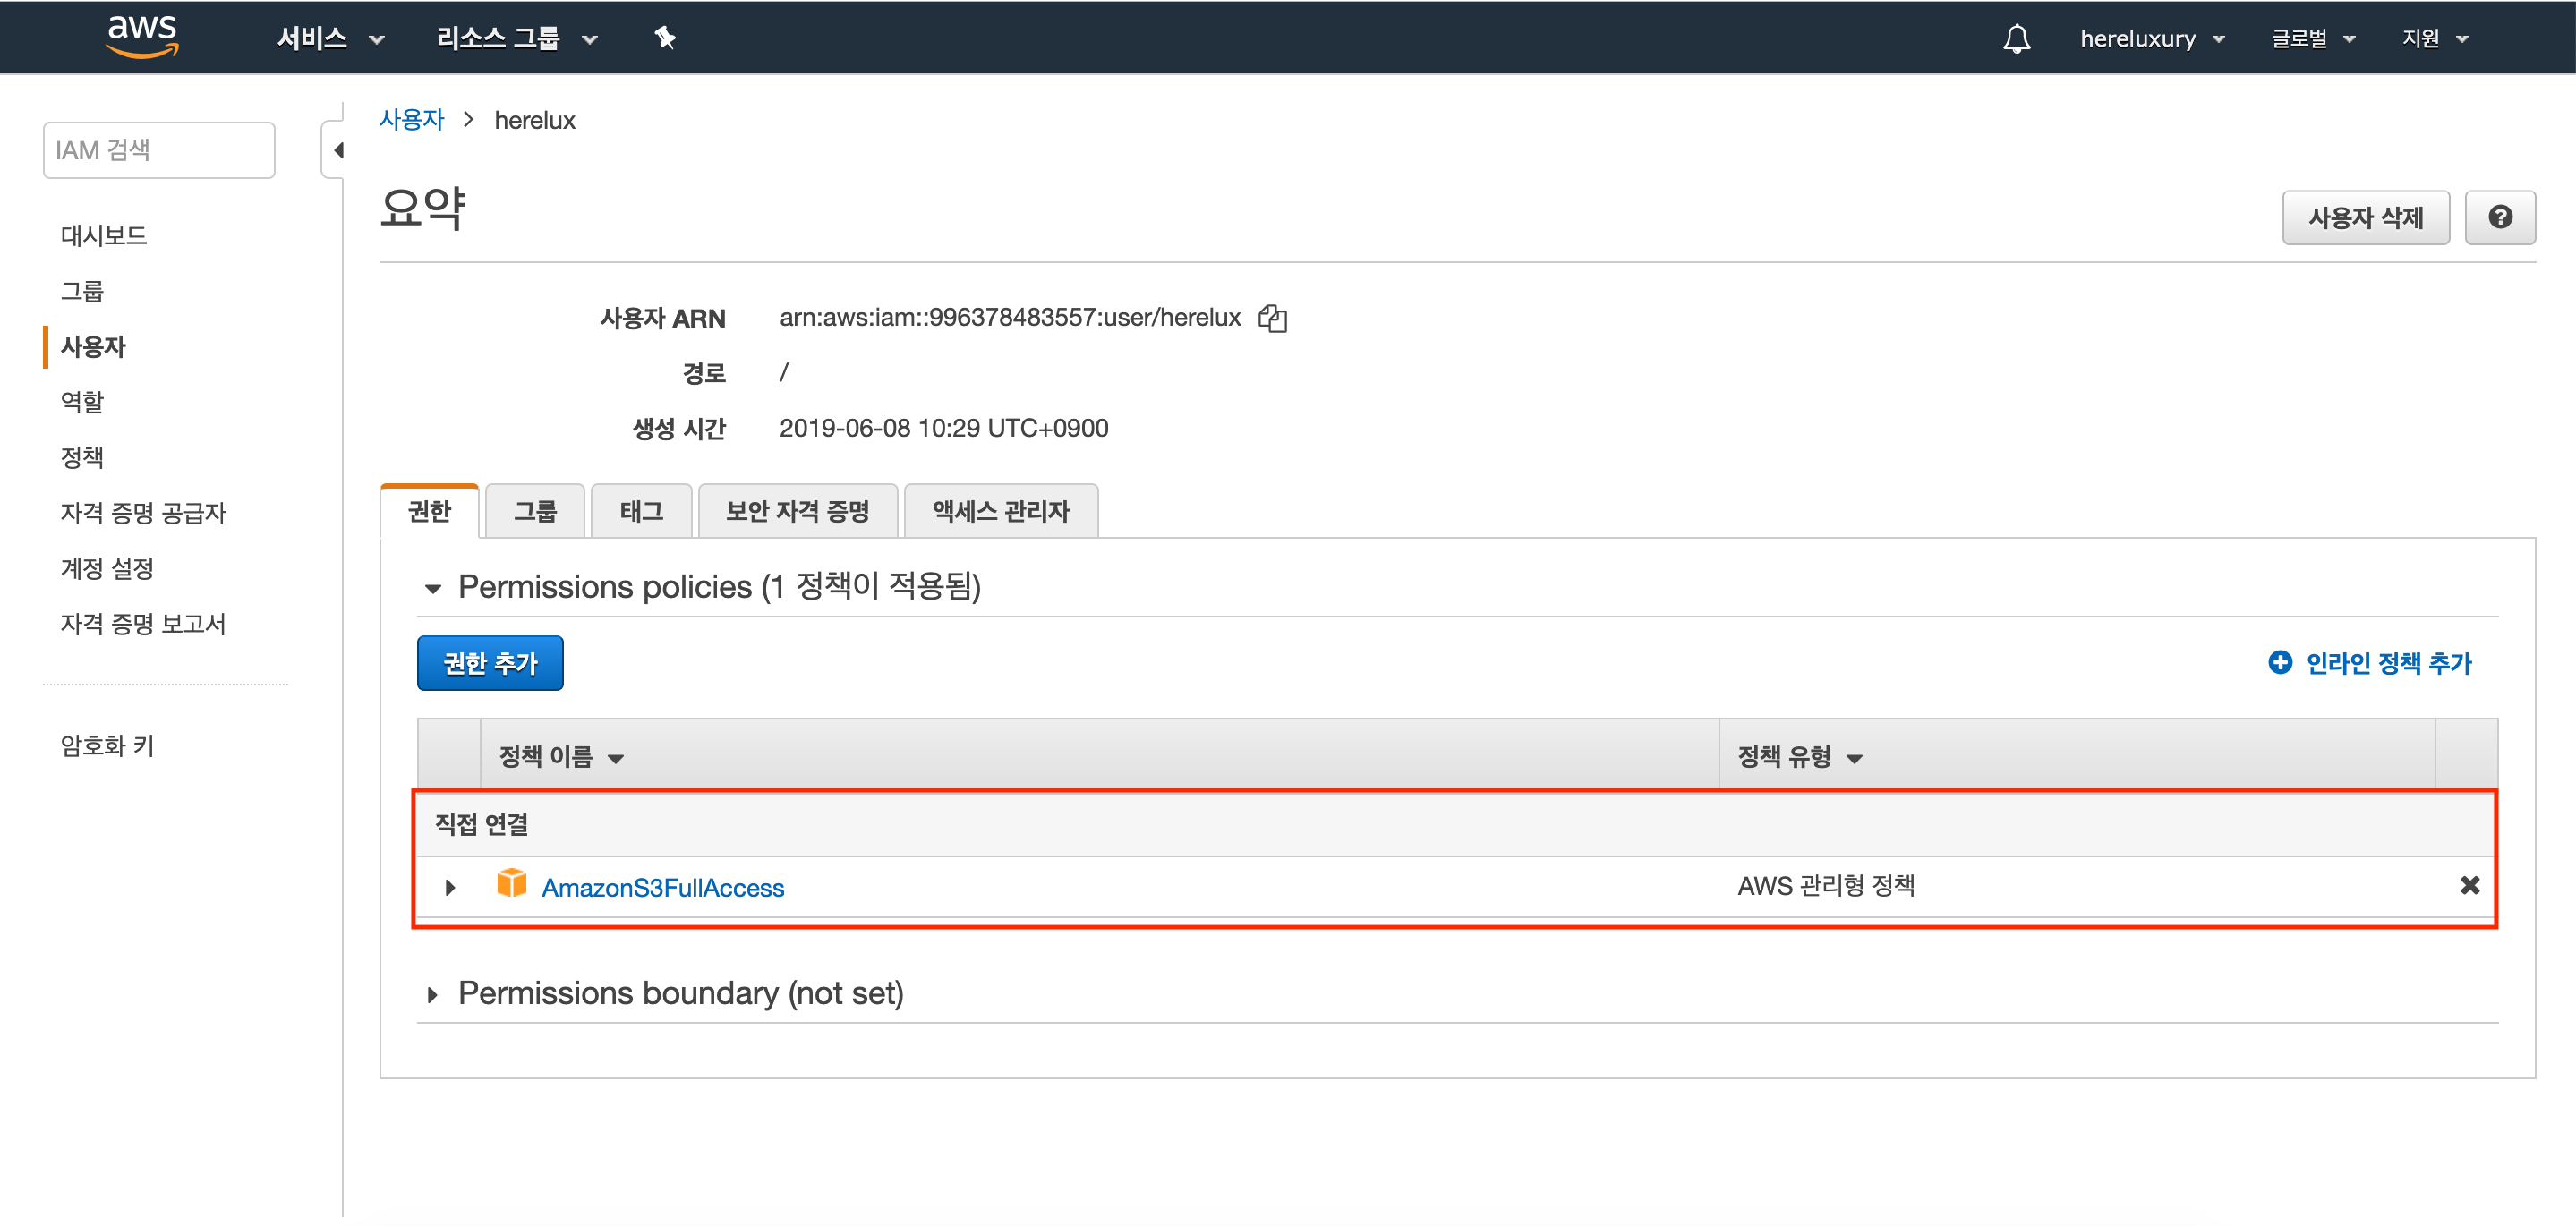 aws 서비스 리소스 그룹 hereluxury 글로벌 지원
IAM 검색
대시보드
그룹
사용자
역할
정책
자격 증명 공급자
계정 설정
자격 증명 보고서
암호화 키
사용자 > herelux
요약
사용자 삭제
사용자 ARN arn:aws:iam::996378483557:user/herelux
경로 /
생성 시간 2019-06-08 10:29 UTC+0900
권한 그룹 태그 보안 자격 증명 액세스 관리자
Permissions policies (1 정책이 적용됨)
권한 추가 인라인 정책 추가
정책 이름 정책 유형
직접 연결
AmazonS3FullAccess AWS 관리형 정책
Permissions boundary (not set)